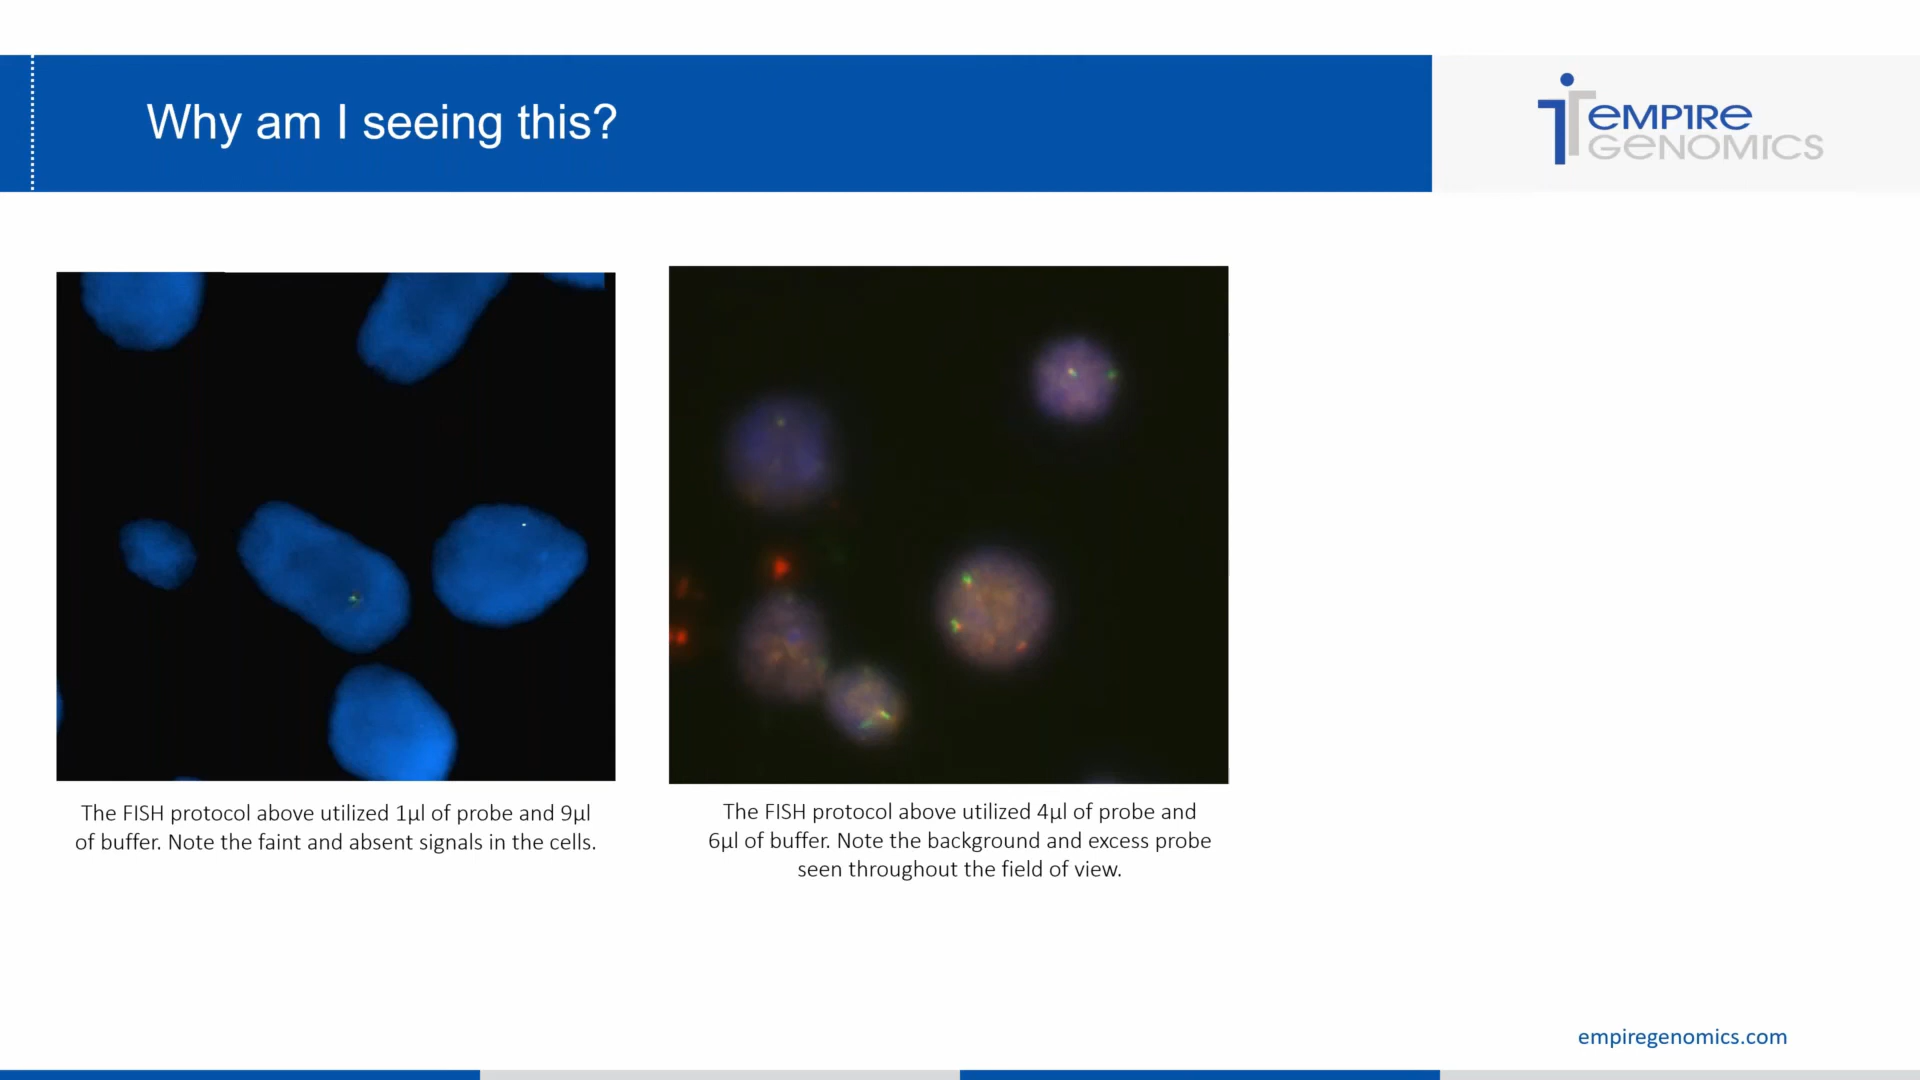 Why am I seeing this?
EMPIRE
GENOMICS
The FISH protocol above utilized 1µl of probe and 9µl
of buffer. Note the faint and absent signals in the cells.
The FISH protocol above utilized 4µl of probe and
6µl of buffer. Note the background and excess probe
seen throughout the field of view.
empiregenomics.com